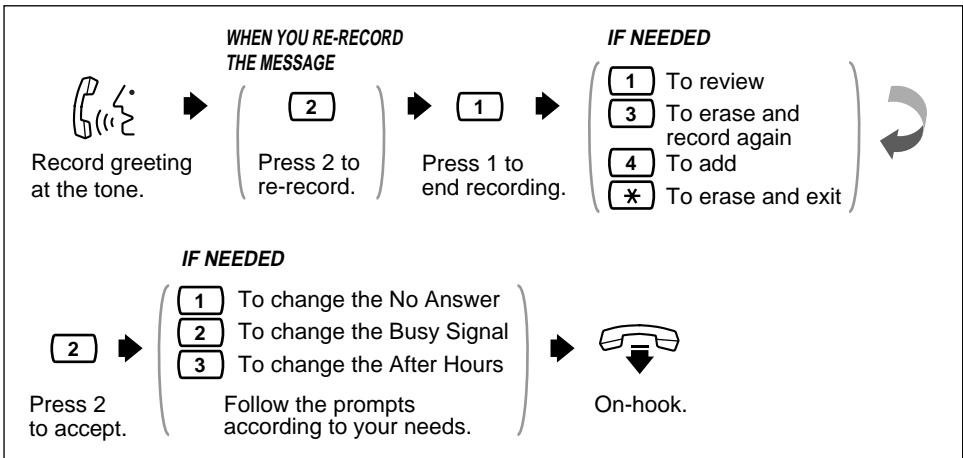 WHEN YOU RE-RECORD
THE MESSAGE
IF NEEDED
Record greeting
at the tone.
2
Press 2 to
re-record.
1
Press 1 to
end recording.
1 To review
3 To erase and
record again
4 To add
* To erase and exit
IF NEEDED
2
Press 2
to accept.
1 To change the No Answer
2 To change the Busy Signal
3 To change the After Hours
Follow the prompts
according to your needs.
On-hook.